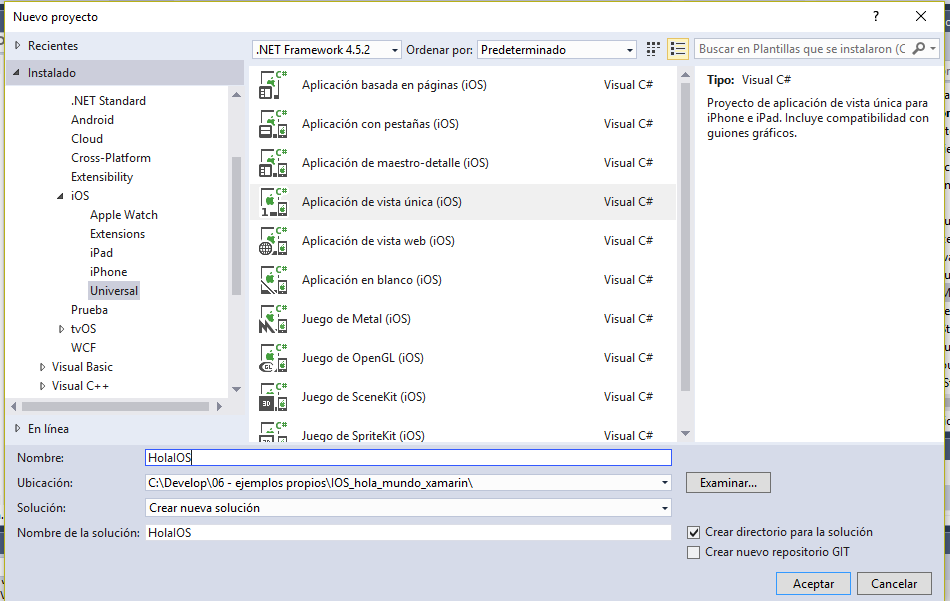 Nuevo proyecto
Recientes
Instalado
.NET Standard
Android
Cloud
Cross-Platform
Extensibility
iOS
Apple Watch
Extensions
iPad
iPhone
Universal
Prueba
tvOS
WCF
Visual Basic
Visual C++
En línea
.NET Framework 4.5.2 Ordenar por: Predeterminado
Buscar en Plantillas que se instalaron (C
Aplicación basada en páginas (iOS) Visual C#
Aplicación con pestañas (iOS) Visual C#
Aplicación de maestro-detalle (iOS) Visual C#
Aplicación de vista única (iOS) Visual C#
Aplicación de vista web (iOS) Visual C#
Aplicación en blanco (iOS) Visual C#
Juego de Metal (iOS) Visual C#
Juego de OpenGL (iOS) Visual C#
Juego de SceneKit (iOS) Visual C#
Juego de SpriteKit (iOS) Visual C#
Tipo: Visual C#
Proyecto de aplicación de vista única para
iPhone e iPad. Incluye compatibilidad con
guiones gráficos.
Nombre: HolaIOS
Ubicación: C:\Develop\06 - ejemplos propios\IOS_hola_mundo_xamarin\ Examinar...
Solución: Crear nueva solución
Nombre de la solución: HolaIOS
Crear directorio para la solución
Crear nuevo repositorio GIT
Aceptar Cancelar